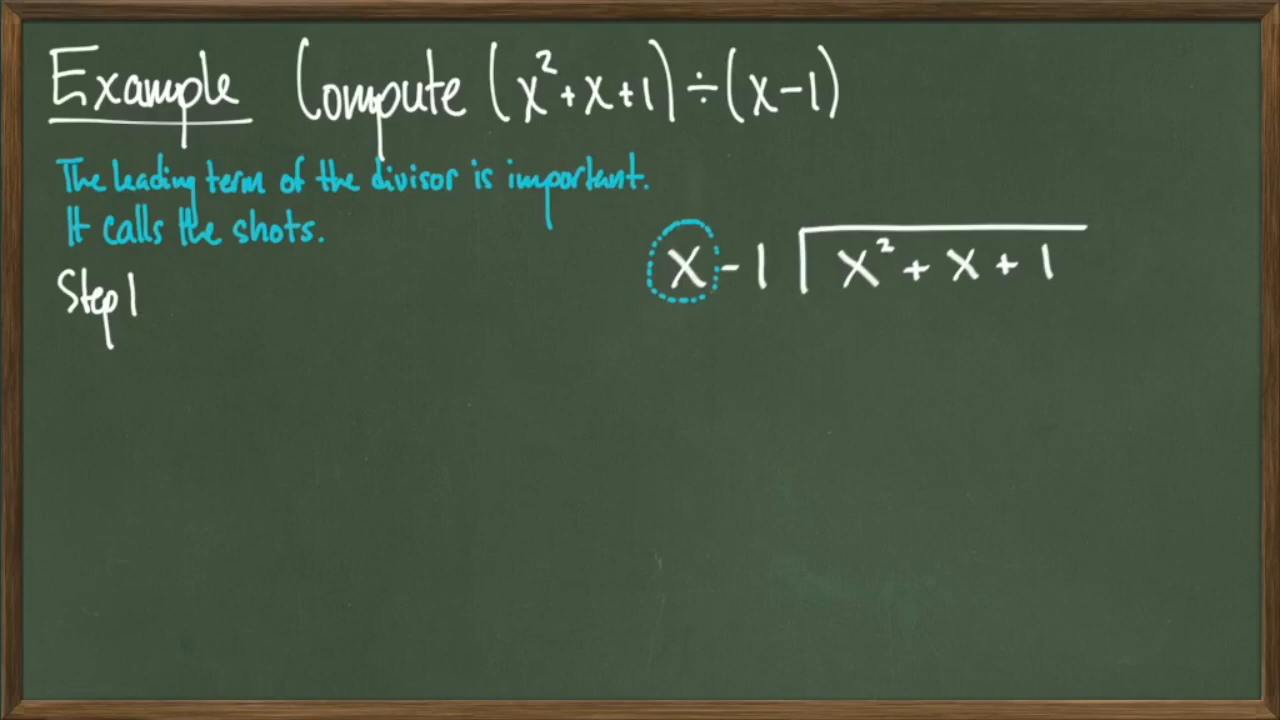 Example Compute (x² + x + 1) ÷ (x - 1)
The leading term of the divisor is important.
It calls the shots.
x - 1 x² + x + 1
Step 1